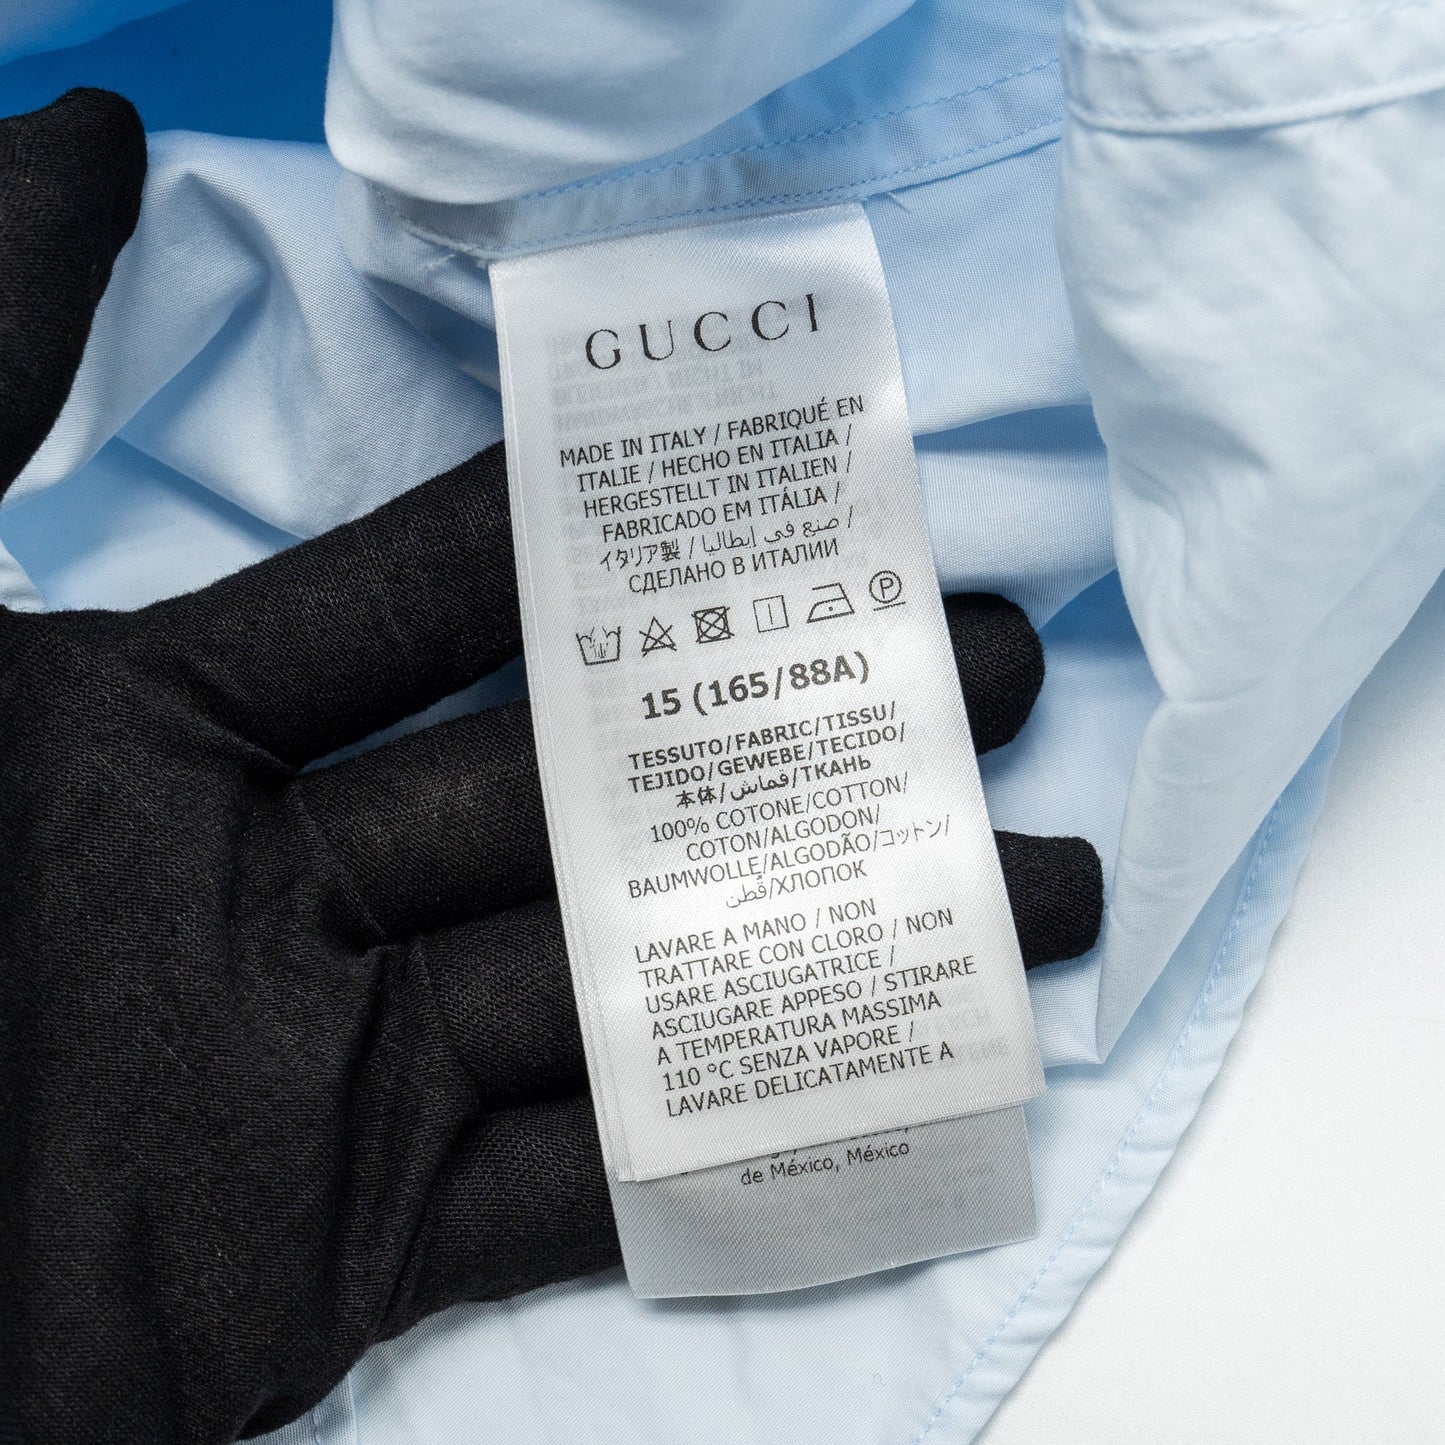 GUCCI
MADE IN ITALY / FABRIQUÉ EN
ITALIE / HECHO EN ITALIA /
HERGESTELLT IN ITALIEN /
FABRICADO EM ITÁLIA /
イタリア製 / صنع في إيطاليا /
СДЕЛАНО В ИТАЛИИ
P
15 (165/88A)
TESSUTO/FABRIC/TISSU/
TEJIDO/GEWEBE/TECIDO/
本体/قماش/ТКАНЬ
100% COTONE/COTTON/
COTON/ALGODON/
BAUMWOLLE/ALGODÃO/コットン/
قُطن/ХЛОПОК
LAVARE A MANO / NON
TRATTARE CON CLORO / NON
USARE ASCIUGATRICE /
ASCIUGARE APPESO / STIRARE
A TEMPERATURA MASSIMA
110 °C SENZA VAPORE /
LAVARE DELICATAMENTE A
de México, México